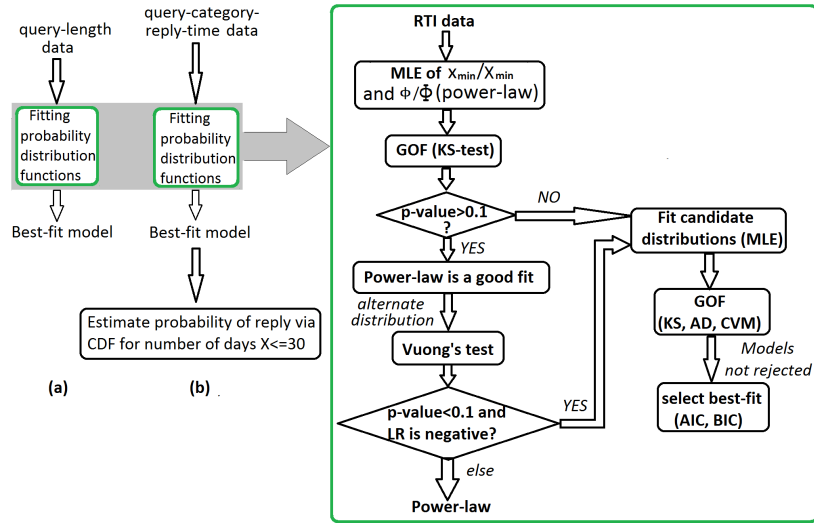 query-length
data
query-category-
reply-time data
Fitting
probability
distribution
functions
Fitting
probability
distribution
functions
Best-fit model
Best-fit model
Estimate probability of reply via
CDF for number of days X<=30
(a)
(b)
RTI data
MLE of xmin/Xmin
and Φ/Φ̂ (power-law)
GOF (KS-test)
p-value>0.1
?
NO
YES
Power-law is a good fit
alternate
distribution
Vuong's test
p-value<0.1 and
LR is negative?
YES
else
Power-law
Fit candidate
distributions (MLE)
GOF
(KS, AD, CVM)
Models
not rejected
select best-fit
(AIC, BIC)